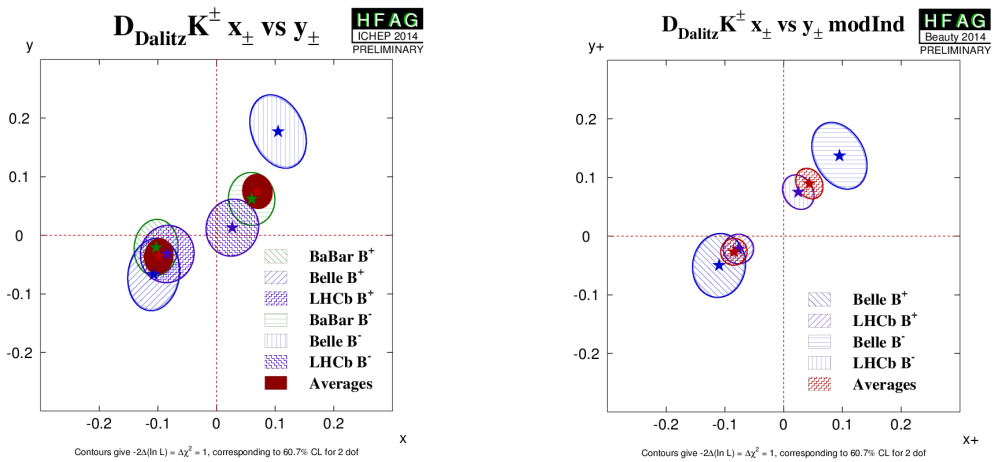 D_Dalitz K^± x_± vs y_±
HFAG
ICHEP 2014
PRELIMINARY
y
0.2
0.1
0
-0.1
-0.2
BaBar B^+
Belle B^+
LHCb B^+
BaBar B^-
Belle B^-
LHCb B^-
Averages
-0.2 -0.1 0 0.1 0.2
x
Contours give -2Δ(ln L) = Δχ² = 1, corresponding to 60.7% CL for 2 dof
D_Dalitz K^± x_± vs y_± modInd
HFAG
Beauty 2014
PRELIMINARY
y+
0.2
0.1
0
-0.1
-0.2
Belle B^+
LHCb B^+
Belle B^-
LHCb B^-
Averages
-0.2 -0.1 0 0.1 0.2
x+
Contours give -2Δ(ln L) = Δχ² = 1, corresponding to 60.7% CL for 2 dof